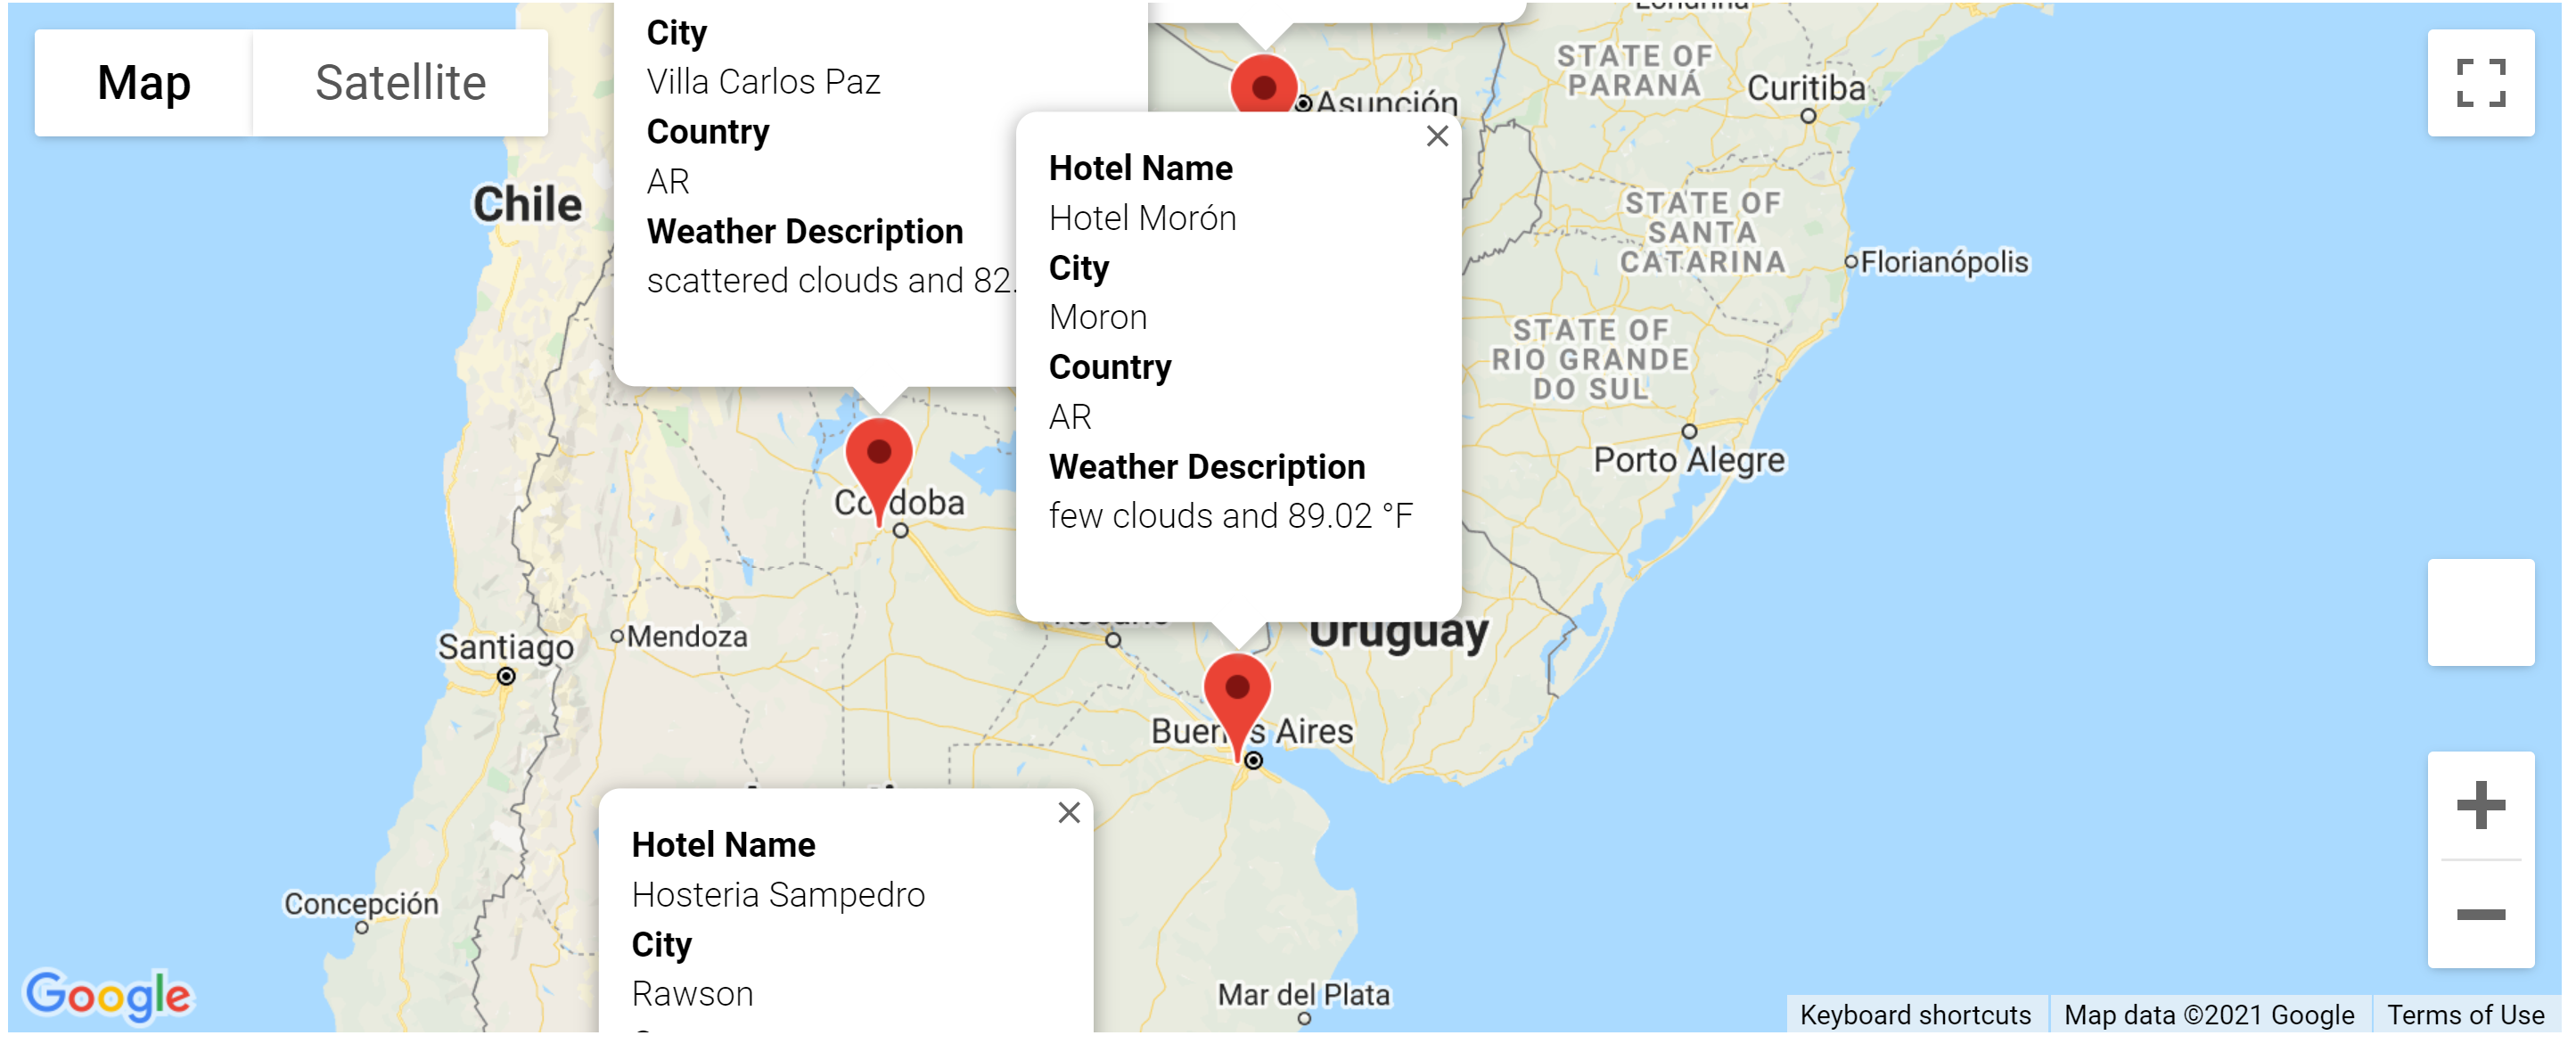 Map
Satellite
City
Villa Carlos Paz
Country
AR
Weather Description
scattered clouds and 82.
Hotel Name
Hotel Morón
City
Moron
Country
AR
Weather Description
few clouds and 89.02 °F
Hotel Name
Hosteria Sampedro
City
Rawson
Asunción
STATE OF
PARANÁ
Curitiba
STATE OF
SANTA
CATARINA
Florianópolis
STATE OF
RIO GRANDE
DO SUL
Porto Alegre
Chile
Córdoba
Santiago
Mendoza
Uruguay
Buenos Aires
Concepción
Mar del Plata
Google
Keyboard shortcuts
Map data ©2021 Google
Terms of Use